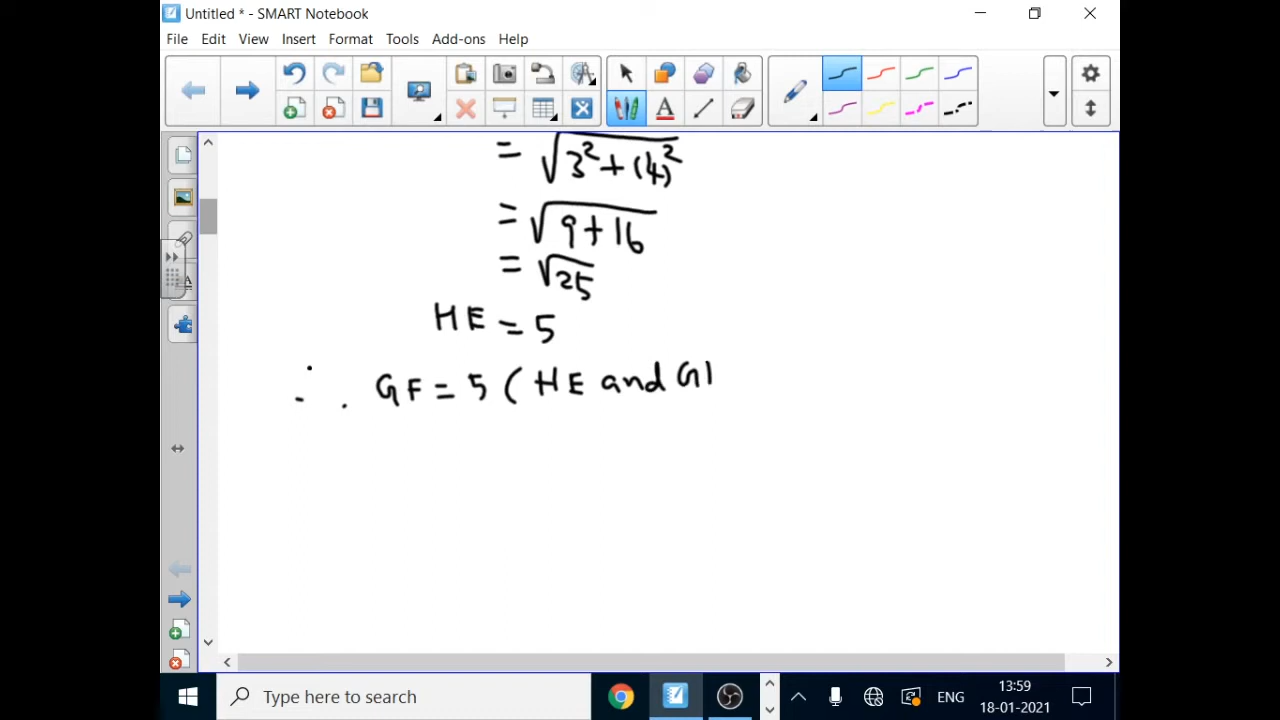 Untitled * - SMART Notebook
File Edit View Insert Format Tools Add-ons Help
= √3² + (4)²
= √9 + 16
= √25
HE = 5
∴ GF = 5 ( HE and GI
Type here to search
ENG
13:59
18-01-2021